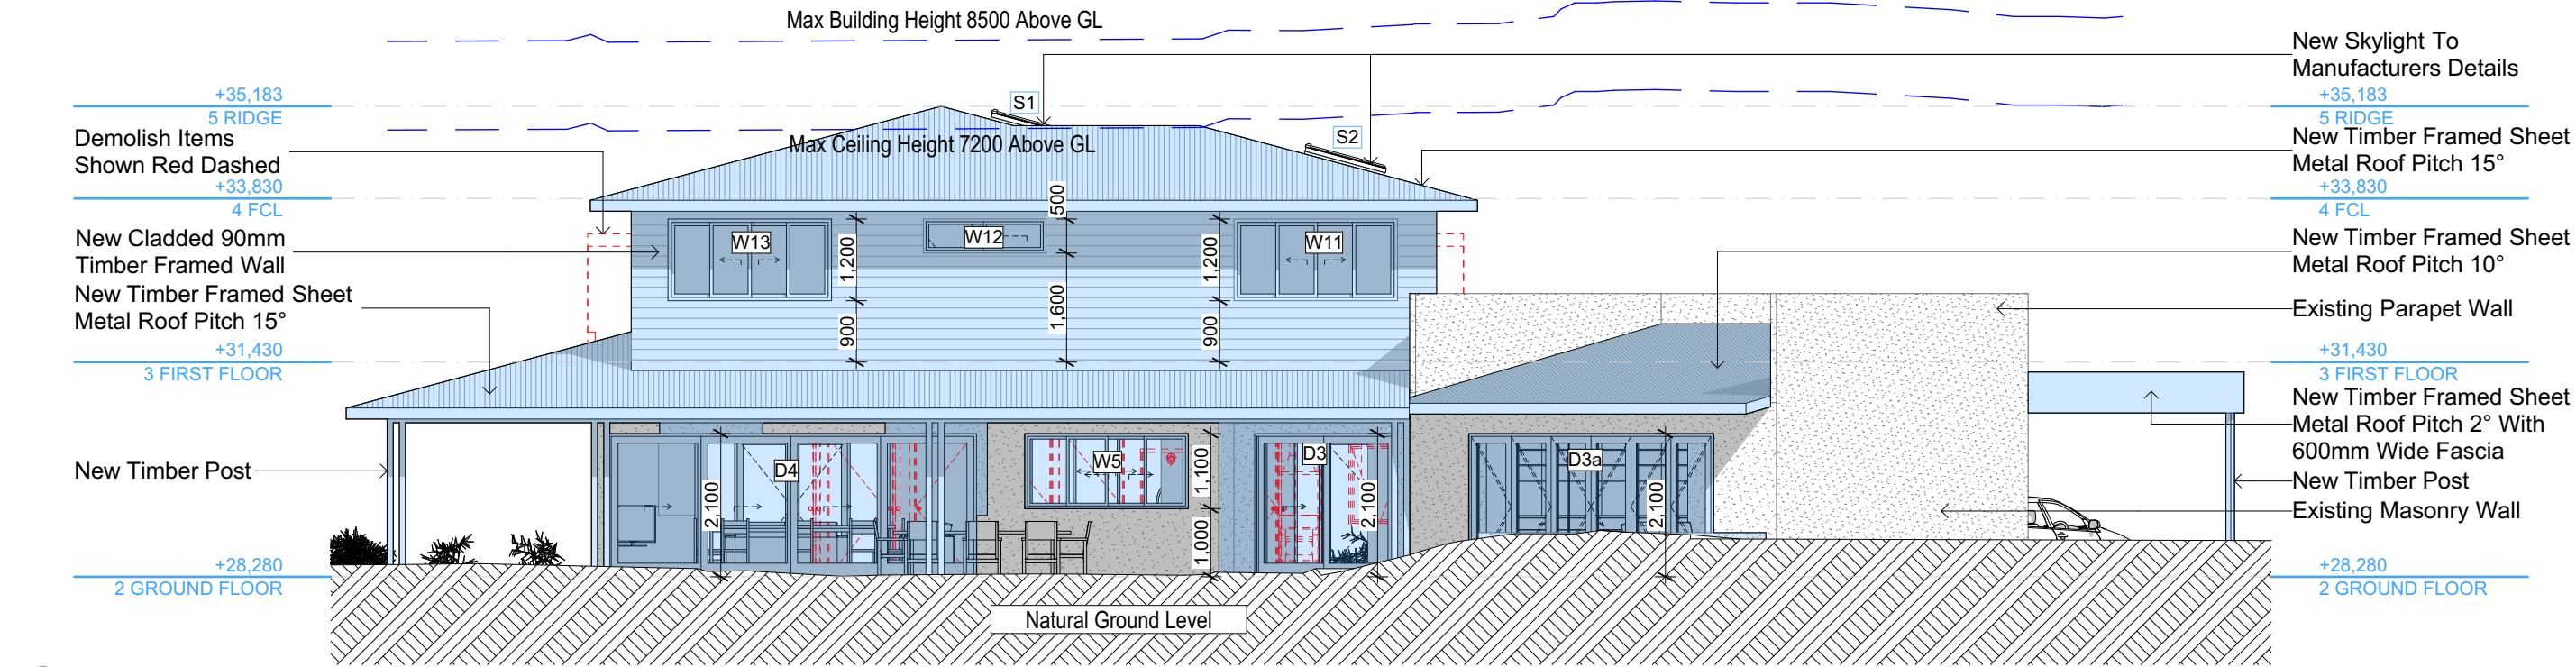 Max Building Height 8500 Above GL
New Skylight To
Manufacturers Details
+35,183
5 RIDGE
S1
+35,183
5 RIDGE
Demolish Items
Shown Red Dashed
Max Ceiling Height 7200 Above GL
S2
New Timber Framed Sheet
Metal Roof Pitch 15°
+33,830
4 FCL
500
+33,830
4 FCL
New Cladded 90mm
Timber Framed Wall
W13
W12
W11
1,200
1,200
New Timber Framed Sheet
Metal Roof Pitch 10°
New Timber Framed Sheet
Metal Roof Pitch 15°
900
1,600
900
Existing Parapet Wall
+31,430
3 FIRST FLOOR
+31,430
3 FIRST FLOOR
New Timber Framed Sheet
Metal Roof Pitch 2° With
600mm Wide Fascia
New Timber Post
D4
W5
D3
D3a
1,100
2,100
2,100
2,100
1,000
New Timber Post
Existing Masonry Wall
+28,280
2 GROUND FLOOR
+28,280
2 GROUND FLOOR
Natural Ground Level